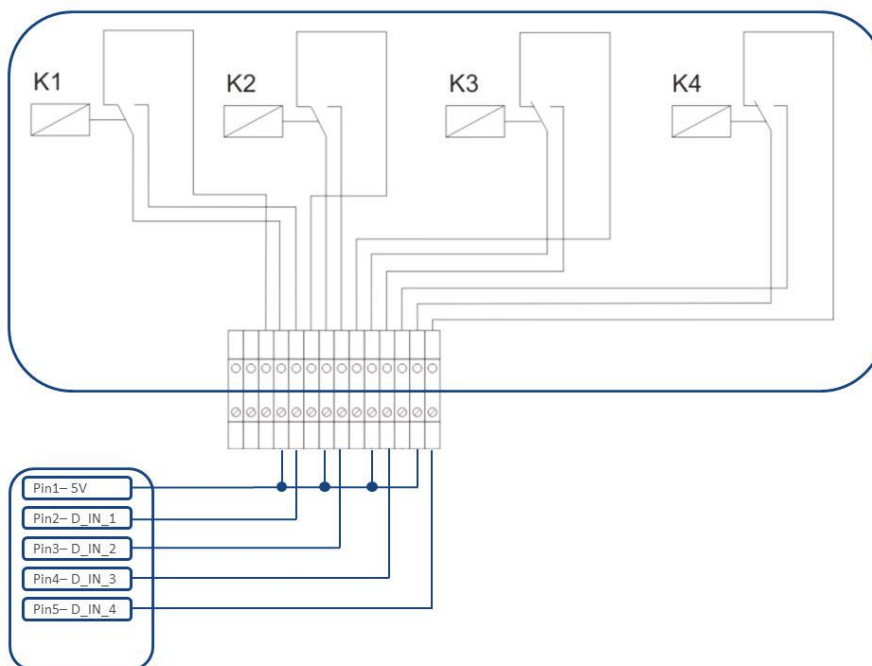 K1
K2
K3
K4
Pin1– 5V
Pin2– D_IN_1
Pin3– D_IN_2
Pin4– D_IN_3
Pin5– D_IN_4